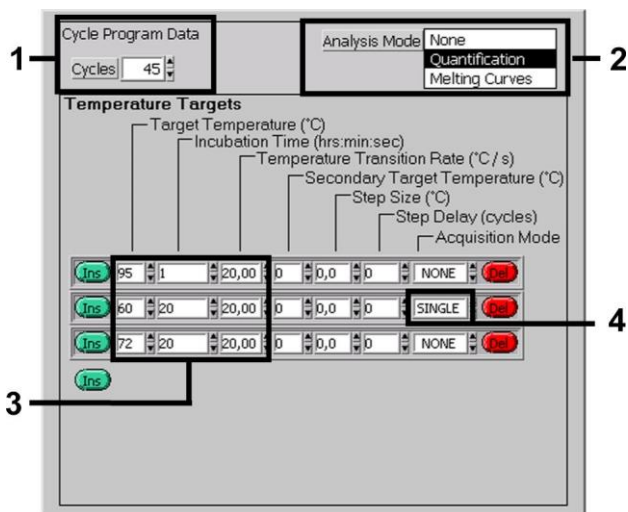 Cycle Program Data
Cycles 45
Analysis Mode None
Quantification
Melting Curves
1
2
Temperature Targets
Target Temperature (°C)
Incubation Time (hrs:min:sec)
Temperature Transition Rate (°C / s)
Secondary Target Temperature (°C)
Step Size (°C)
Step Delay (cycles)
Acquisition Mode
Ins 95 1 20,00 0 0,0 0 NONE Del
Ins 60 20 20,00 0 0,0 0 SINGLE Del
4
Ins 72 20 20,00 0 0,0 0 NONE Del
Ins
3